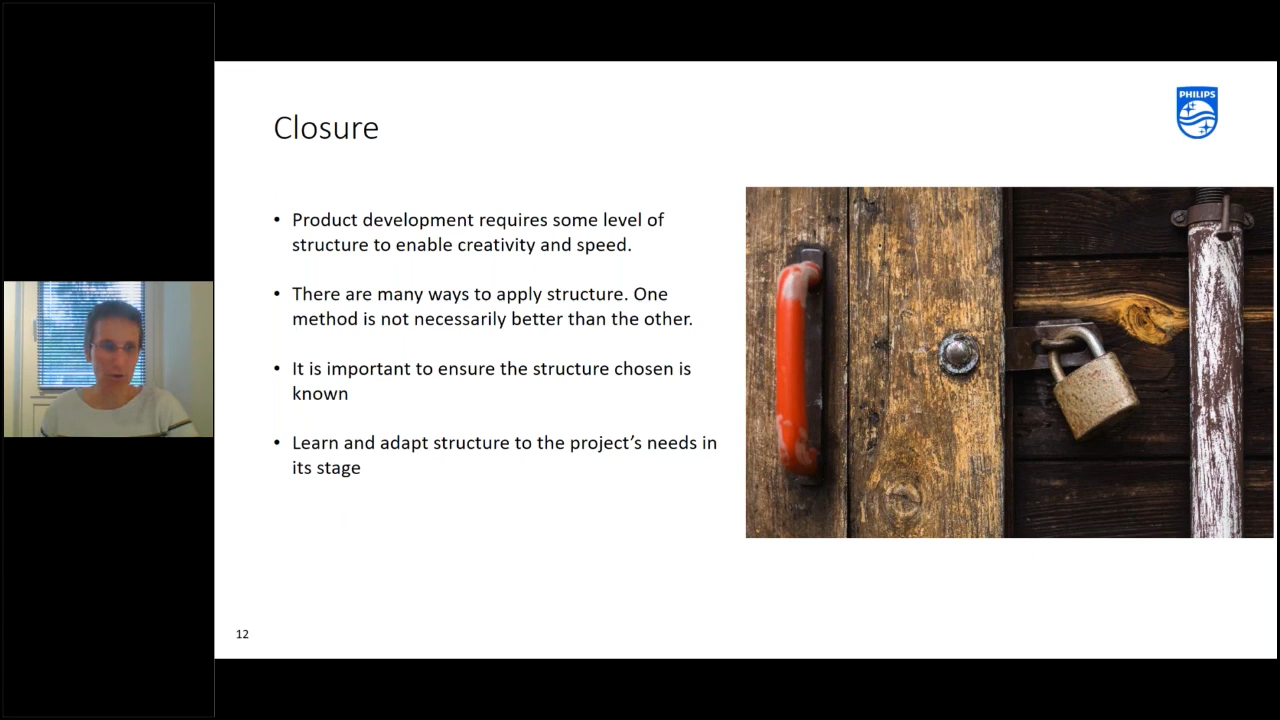 Closure
PHILIPS
• Product development requires some level of
structure to enable creativity and speed.
• There are many ways to apply structure. One
method is not necessarily better than the other.
• It is important to ensure the structure chosen is
known
• Learn and adapt structure to the project’s needs in
its stage
12